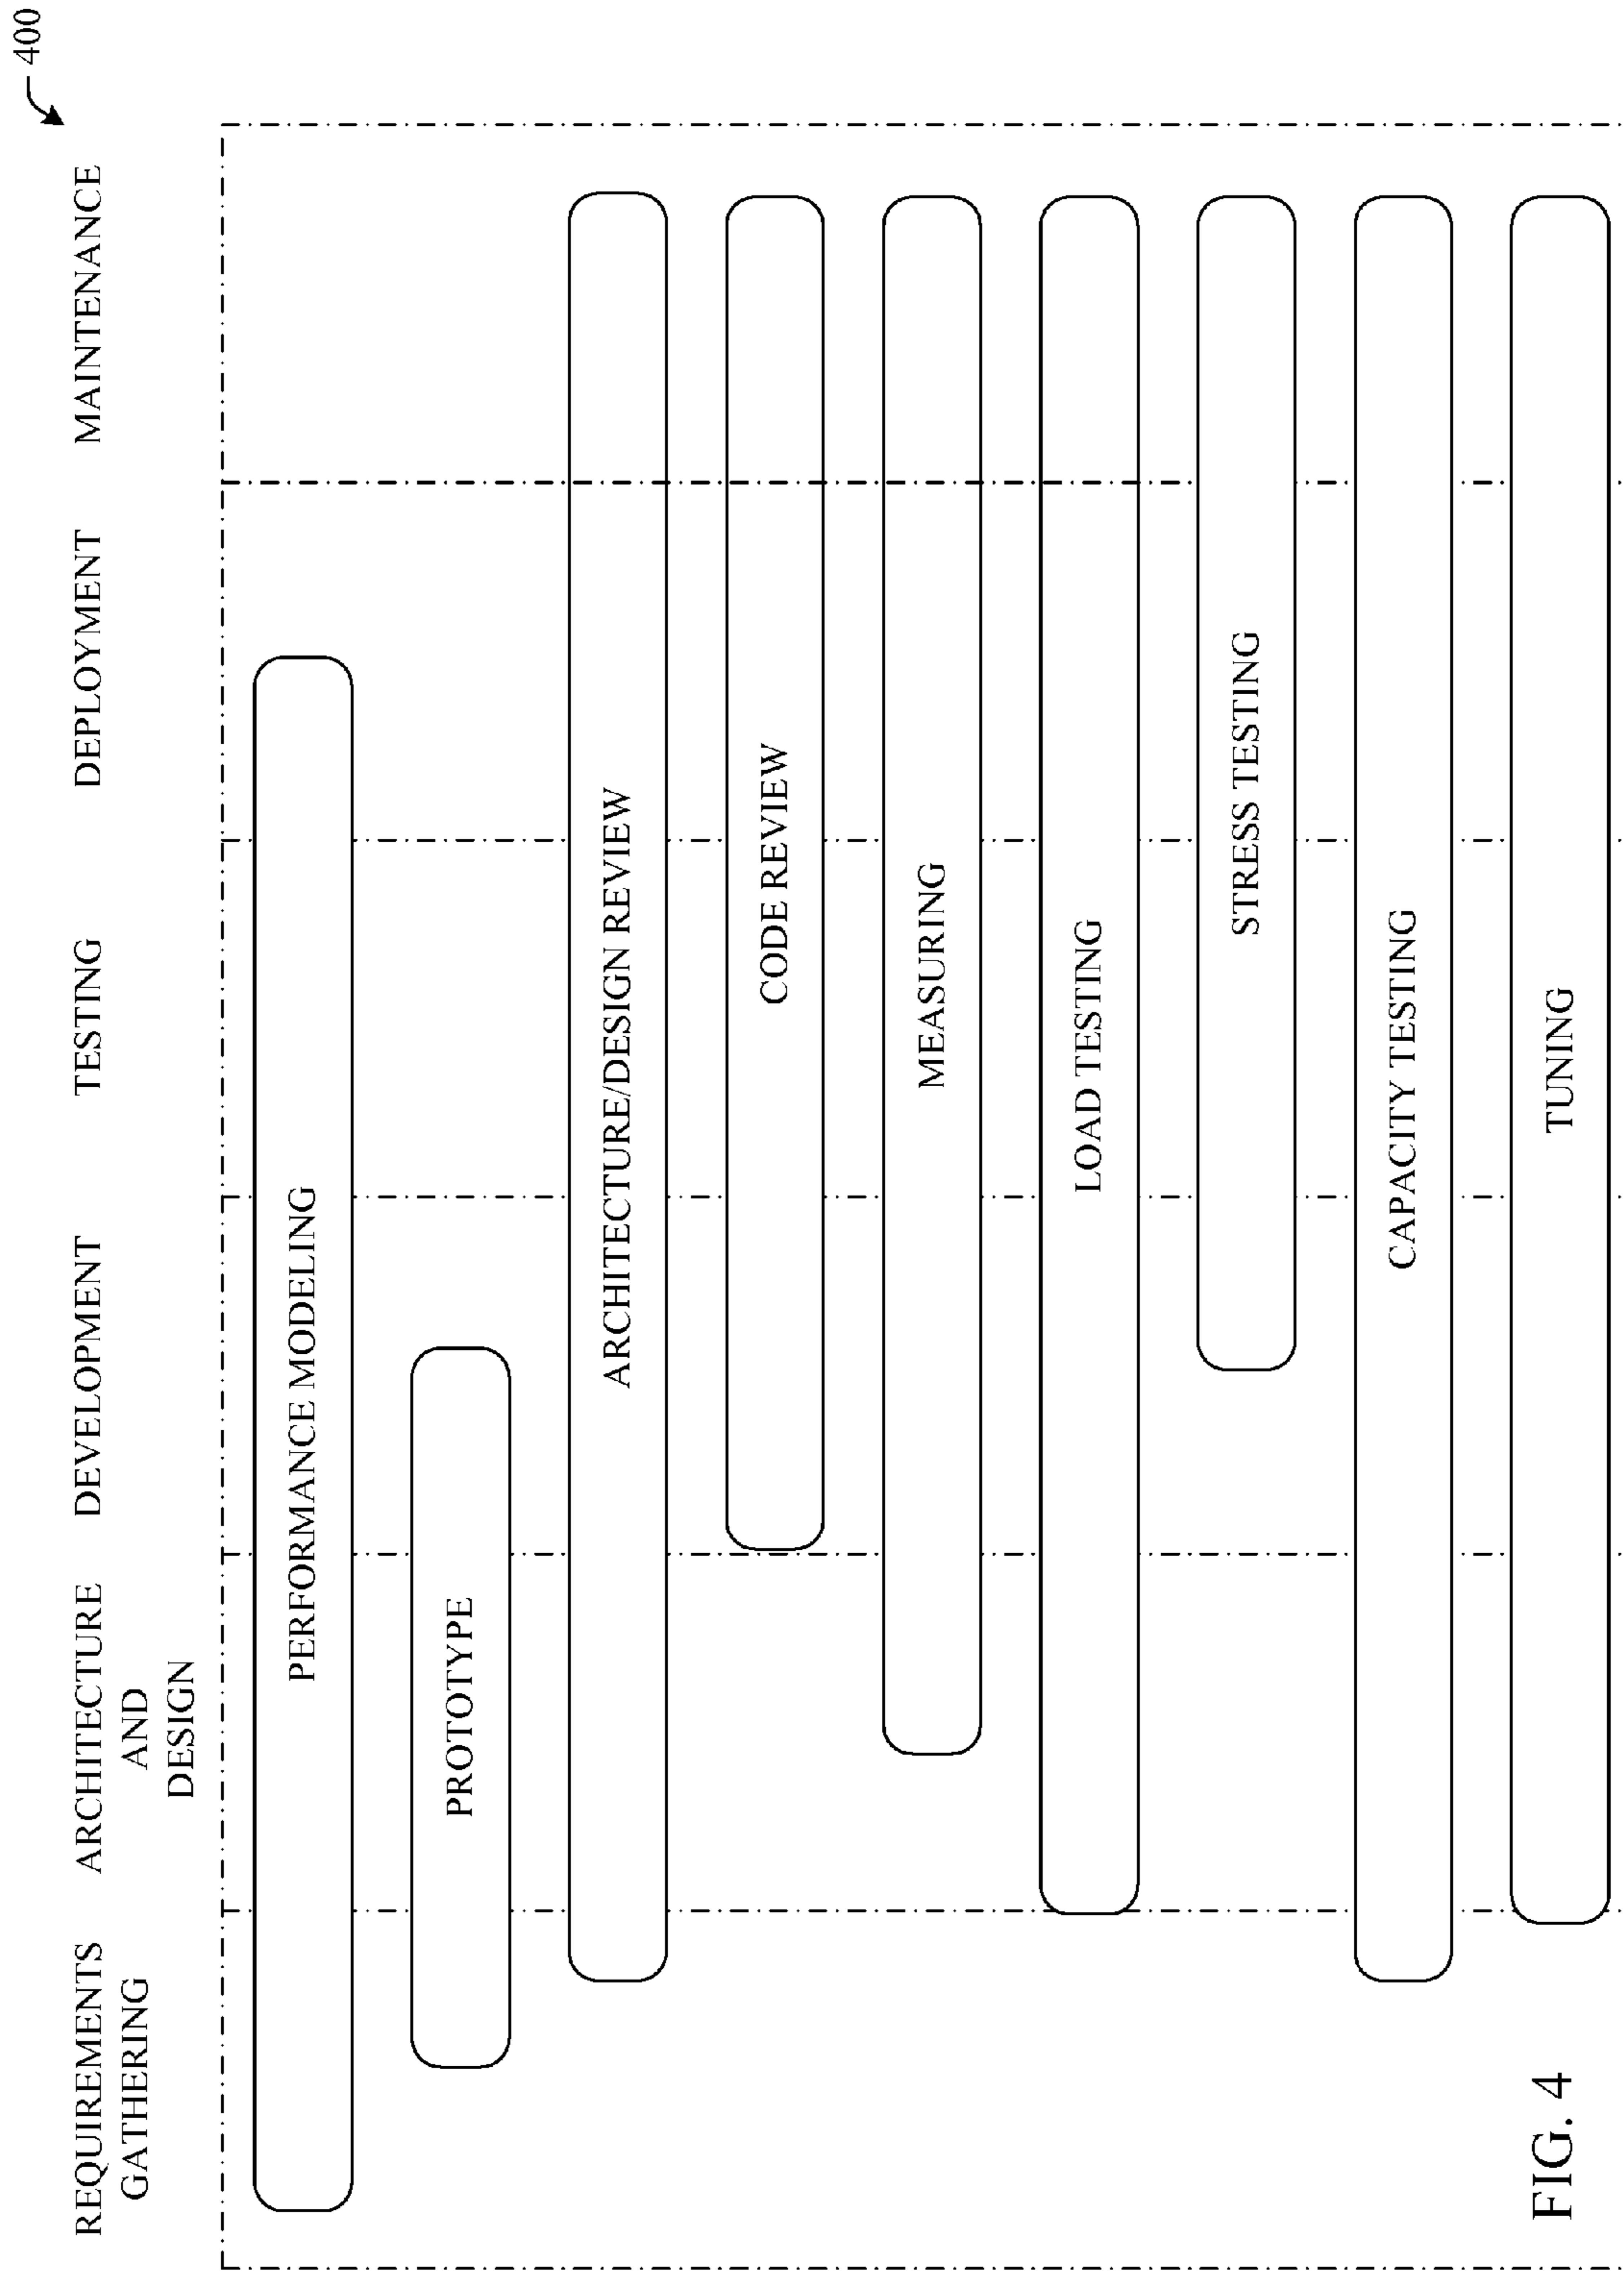 400
REQUIREMENTS
GATHERING
ARCHITECTURE
AND
DESIGN
DEVELOPMENT
TESTING
DEPLOYMENT
MAINTENANCE
PERFORMANCE MODELING
PROTOTYPE
ARCHITECTURE/DESIGN REVIEW
CODE REVIEW
MEASURING
LOAD TESTING
STRESS TESTING
CAPACITY TESTING
TUNING
FIG. 4